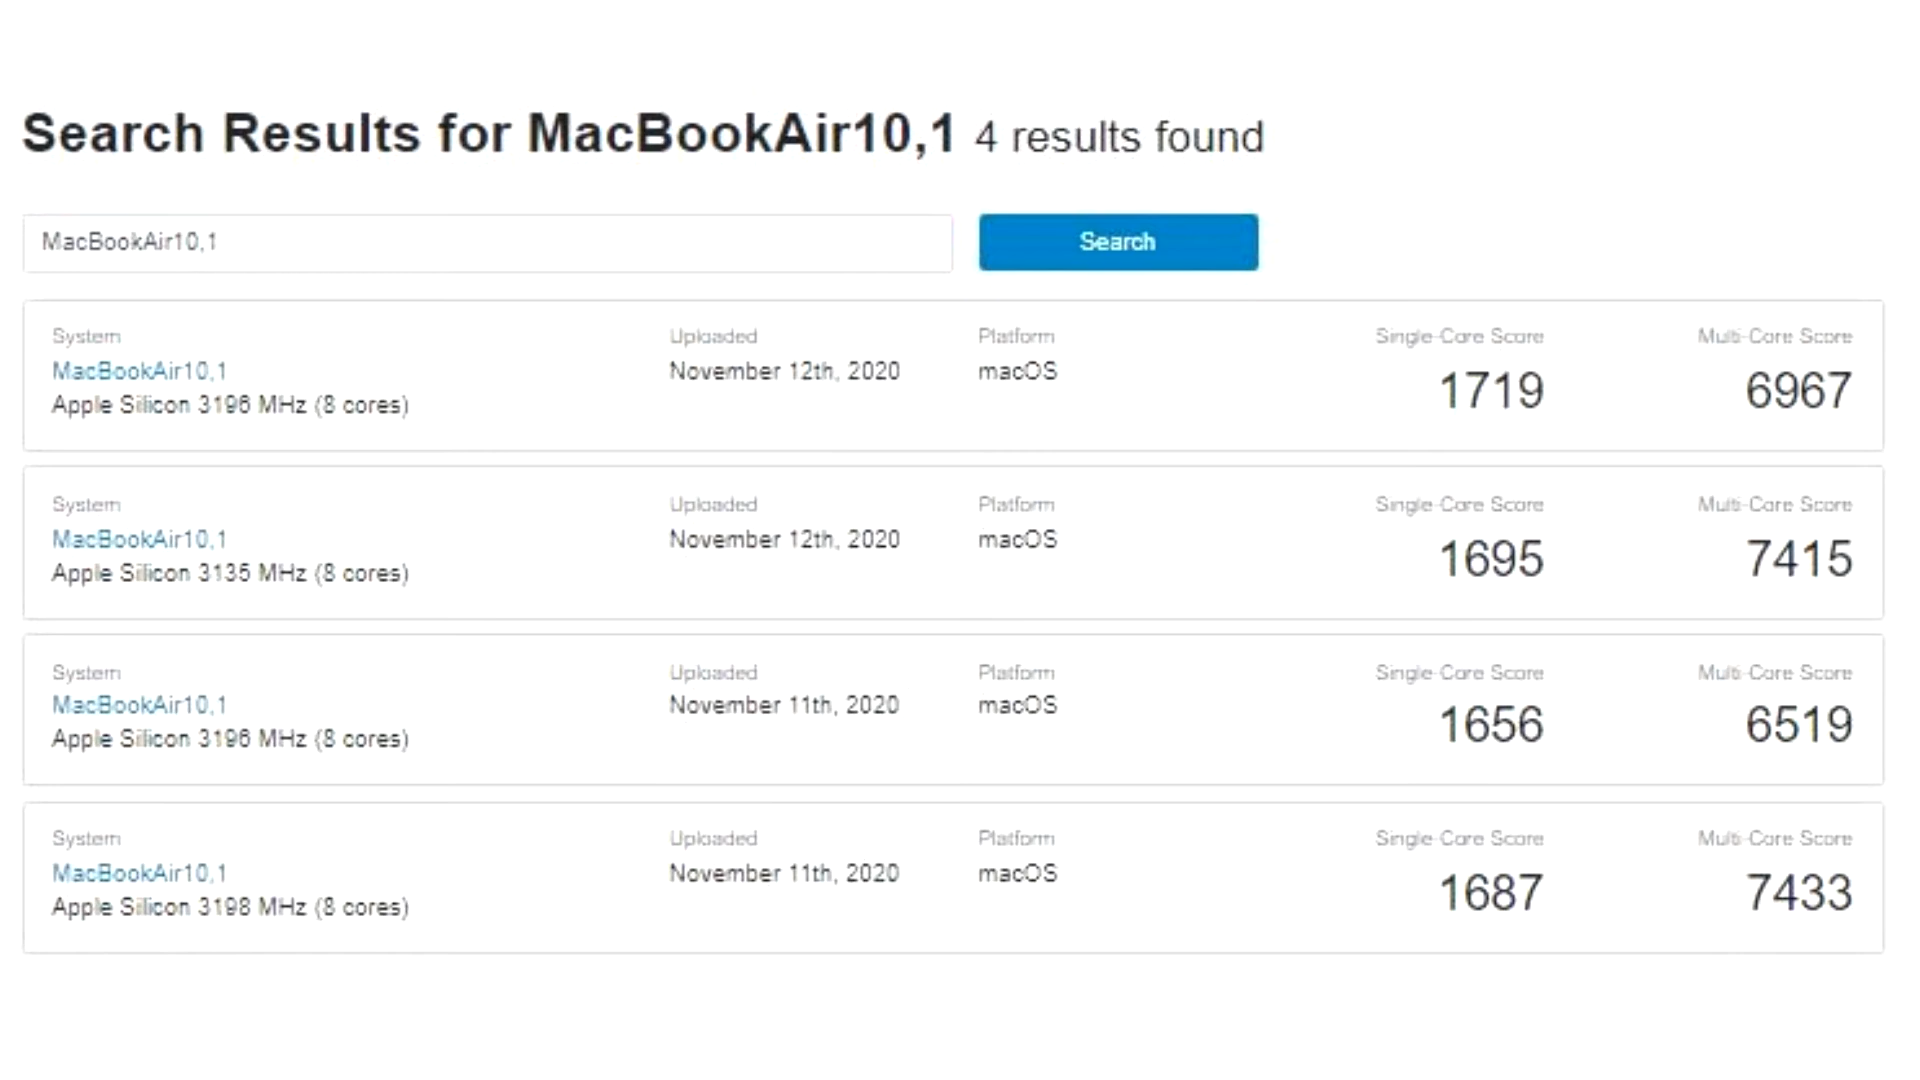 Search Results for MacBookAir10,1 4 results found
MacBookAir10,1
Search
System Uploaded Platform Single-Core Score Multi-Core Score
MacBookAir10,1 November 12th, 2020 macOS 1719 6967
Apple Silicon 3196 MHz (8 cores)
System Uploaded Platform Single-Core Score Multi-Core Score
MacBookAir10,1 November 12th, 2020 macOS 1695 7415
Apple Silicon 3135 MHz (8 cores)
System Uploaded Platform Single-Core Score Multi-Core Score
MacBookAir10,1 November 11th, 2020 macOS 1656 6519
Apple Silicon 3196 MHz (8 cores)
System Uploaded Platform Single-Core Score Multi-Core Score
MacBookAir10,1 November 11th, 2020 macOS 1687 7433
Apple Silicon 3198 MHz (8 cores)